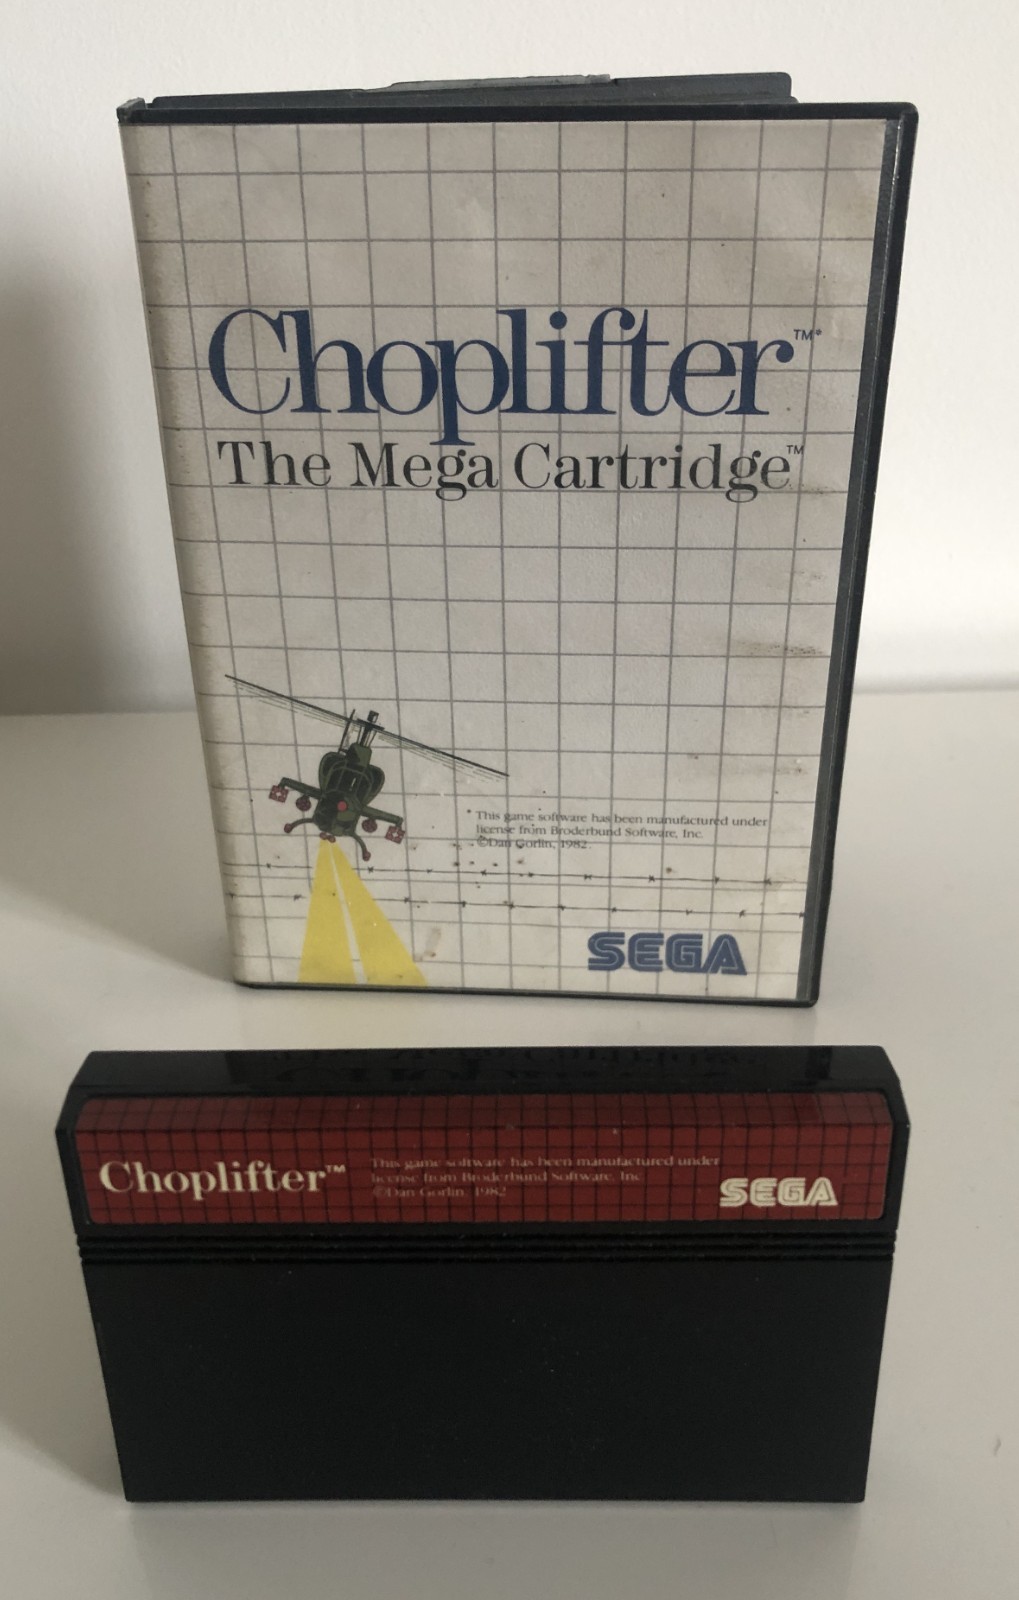 Choplifter™*
The Mega Cartridge™
* This game software has been manufactured under
license from Broderbund Software, Inc.
©Dan Gorlin, 1982
SEGA
Choplifter™
This game software has been manufactured under
license from Broderbund Software, Inc
©Dan Gorlin, 1982
SEGA